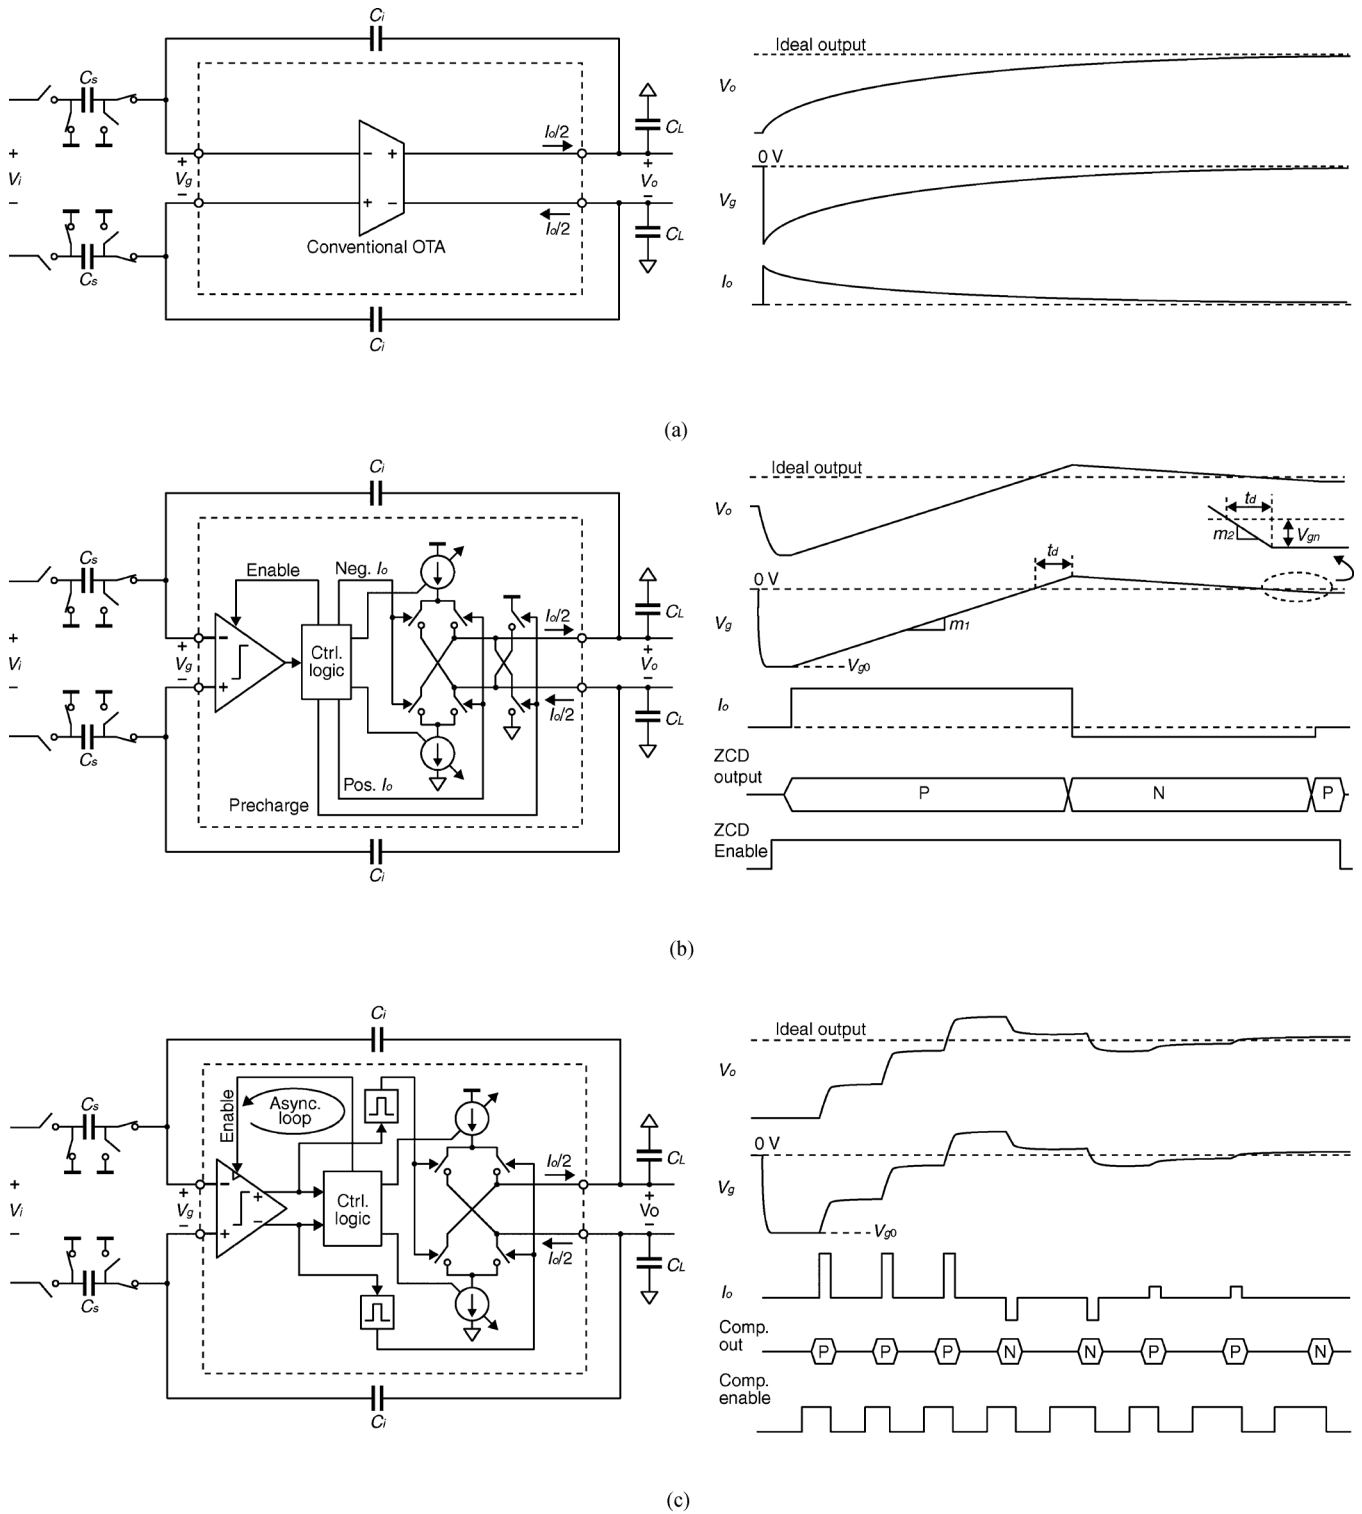 Ci
Cs
+
Vi
−
+
Vg
−
− +
+ −
Conventional OTA
Io/2
Io/2
CL
+
Vo
−
CL
Cs
Ci
Ideal output
Vo
0 V
Vg
Io
(a)
Ci
Cs
Enable
Neg. Io
+
Vi
−
+
Vg
−
−
+
Ctrl.
logic
Io/2
Io/2
CL
+
Vo
−
CL
Cs
Pos. Io
Precharge
Ci
Ideal output
Vo
td
m2
Vgn
td
0 V
Vg
m1
Vg0
Io
ZCD
output
P
N
P
ZCD
Enable
(b)
Ci
Cs
Enable
Async.
loop
+
Vi
−
+
Vg
−
−
+
+
−
Ctrl.
logic
Io/2
Io/2
CL
+
Vo
−
CL
Cs
Ci
Ideal output
Vo
0 V
Vg
Vg0
Io
Comp.
out
P P P N N P P N
Comp.
enable
(c)